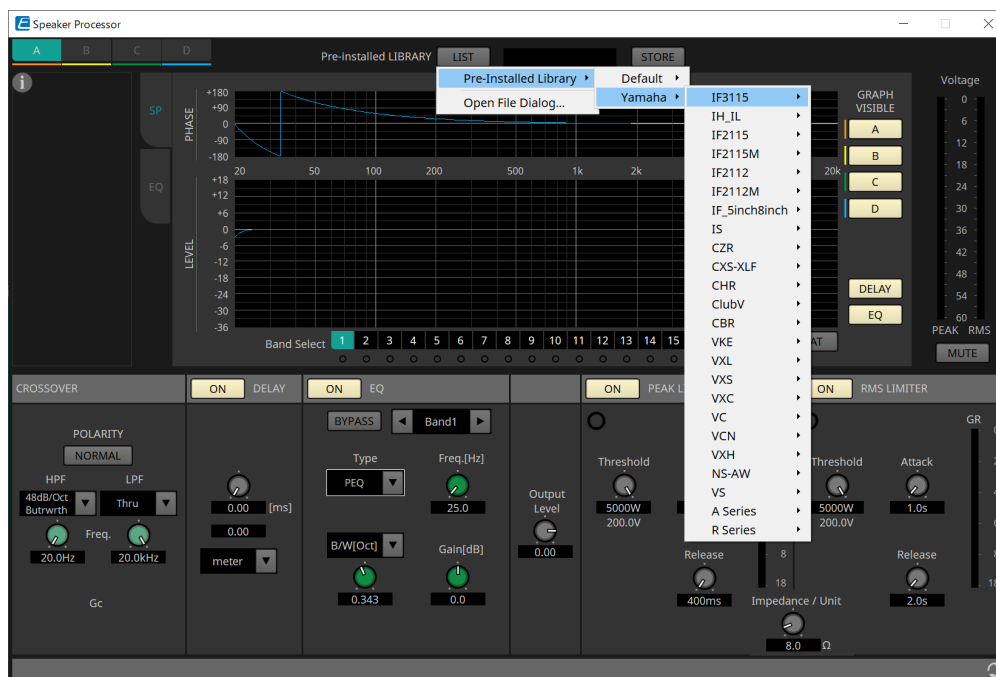 Speaker Processor
A B C D
Pre-installed LIBRARY LIST STORE
Pre-Installed Library
Open File Dialog...
Default
Yamaha
IF3115
IH_IL
IF2115
IF2115M
IF2112
IF2112M
IF_5inch8inch
IS
CZR
CXS-XLF
CHR
ClubV
CBR
VKE
VXL
VXS
VXC
VC
VCN
VXH
NS-AW
VS
A Series
R Series
SP
EQ
PHASE
+180
+90
0
-90
-180
20 50 100 200 500 1k 2k 20k
LEVEL
+18
+12
+6
0
-6
-12
-18
-24
-30
-36
Band Select 1 2 3 4 5 6 7 8 9 10 11 12 13 14 15
GRAPH
VISIBLE
A
B
C
D
DELAY
EQ
Voltage
0
6
12
18
24
30
36
42
48
54
60
PEAK RMS
MUTE
CROSSOVER
POLARITY
NORMAL
HPF LPF
48dB/Oct
Butrwrth
Thru
Freq.
20.0Hz 20.0kHz
Gc
ON DELAY
0.00 [ms]
0.00
meter
ON EQ
BYPASS Band1
Type Freq.[Hz]
PEQ
25.0
B/W[Oct] Gain[dB]
0.343 0.0
Output
Level
0.00
ON PEAK L
Threshold
5000W
200.0V
Release
400ms
8
18
Impedance / Unit
8.0 Ω
ON RMS LIMITER
GR
Threshold Attack
5000W 1.0s
200.0V
Release
2.0s